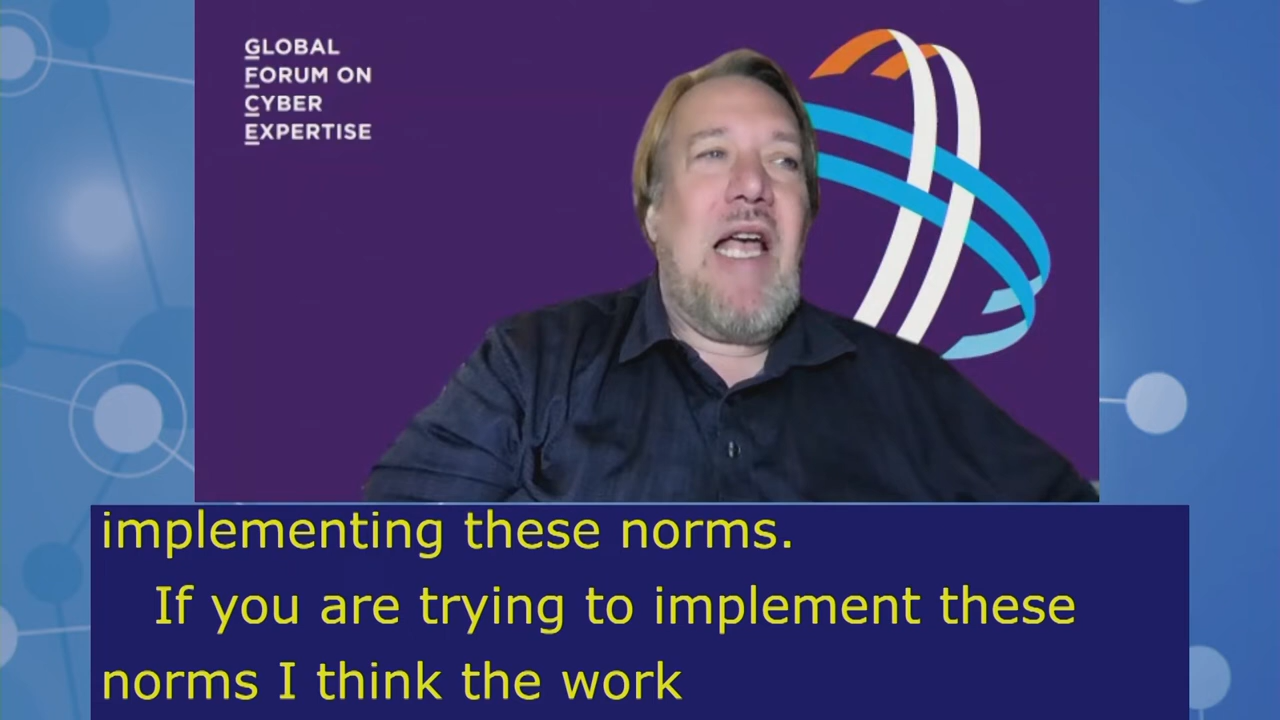 GLOBAL
FORUM ON
CYBER
EXPERTISE
implementing these norms.
If you are trying to implement these
norms I think the work